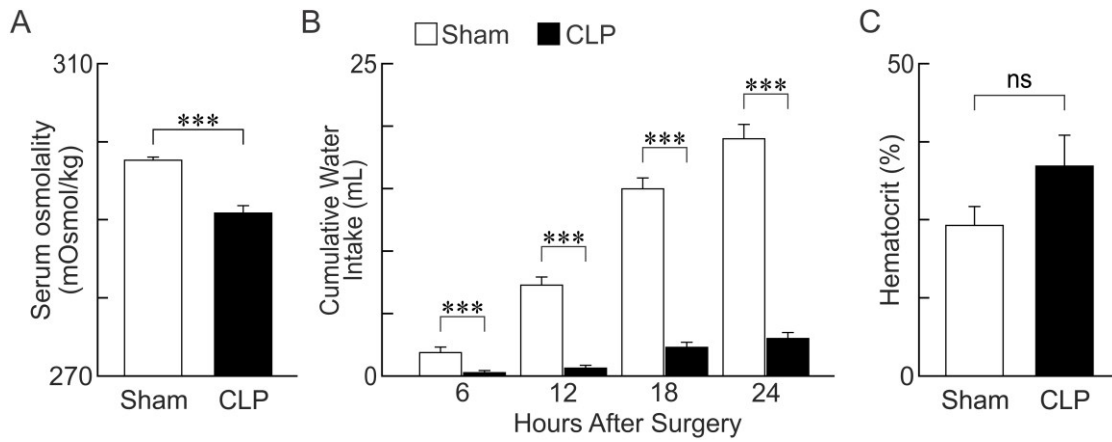 A
310
Serum osmolality
(mOsmol/kg)
270
***
Sham
CLP
B
Sham
CLP
25
Cumulative Water
Intake (mL)
0
***
***
***
***
6
12
18
24
Hours After Surgery
C
50
Hematocrit (%)
0
ns
Sham
CLP